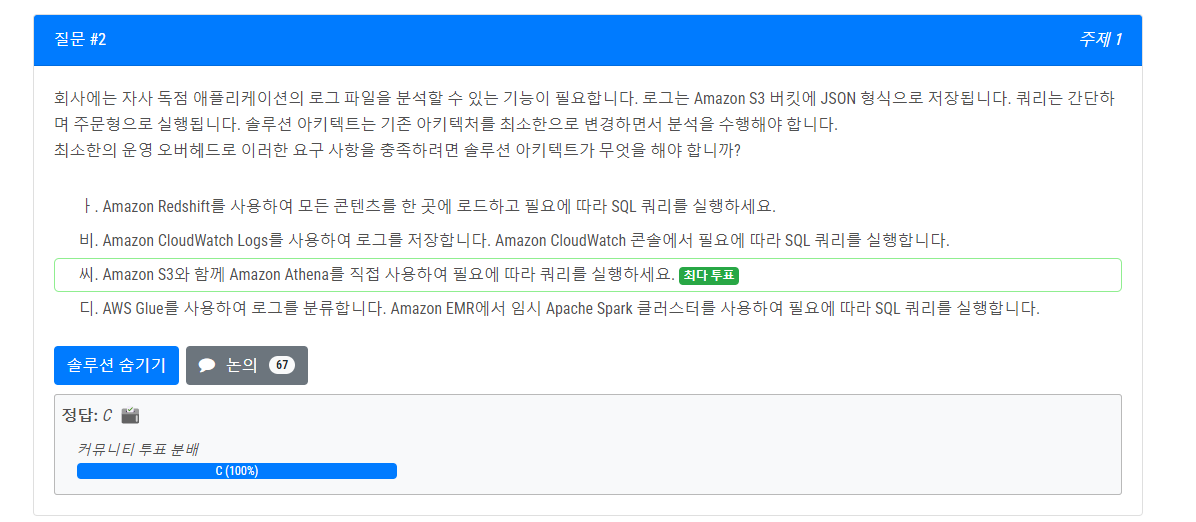 질문 #2
주제 1
회사에는 자사 독점 애플리케이션의 로그 파일을 분석할 수 있는 기능이 필요합니다. 로그는 Amazon S3 버킷에 JSON 형식으로 저장됩니다. 쿼리는 간단하
며 주문형으로 실행됩니다. 솔루션 아키텍트는 기존 아키텍처를 최소한으로 변경하면서 분석을 수행해야 합니다.
최소한의 운영 오버헤드로 이러한 요구 사항을 충족하려면 솔루션 아키텍트가 무엇을 해야 합니까?
ㅏ. Amazon Redshift를 사용하여 모든 콘텐츠를 한 곳에 로드하고 필요에 따라 SQL 쿼리를 실행하세요.
비. Amazon CloudWatch Logs를 사용하여 로그를 저장합니다. Amazon CloudWatch 콘솔에서 필요에 따라 SQL 쿼리를 실행합니다.
씨. Amazon S3와 함께 Amazon Athena를 직접 사용하여 필요에 따라 쿼리를 실행하세요. 최다 투표
디. AWS Glue를 사용하여 로그를 분류합니다. Amazon EMR에서 임시 Apache Spark 클러스터를 사용하여 필요에 따라 SQL 쿼리를 실행합니다.
솔루션 숨기기
논의 67
정답: C
커뮤니티 투표 분배
C (100%)